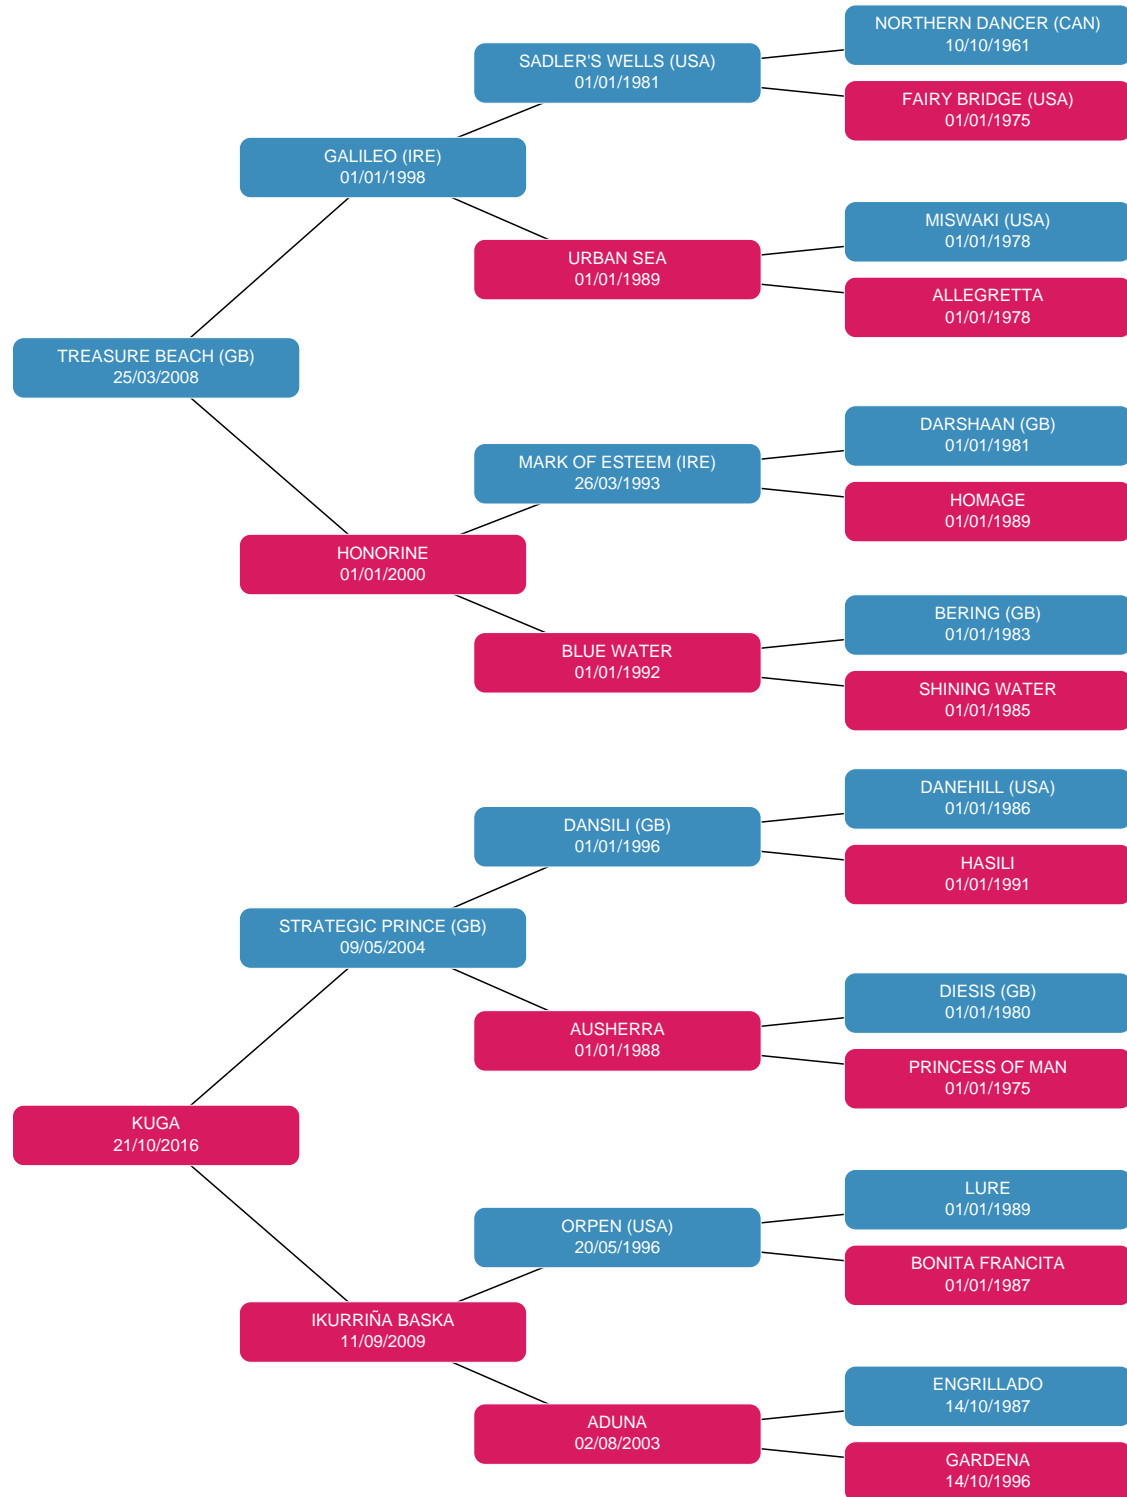 NORTHERN DANCER (CAN)
10/10/1961
SADLER'S WELLS (USA)
01/01/1981
FAIRY BRIDGE (USA)
01/01/1975
GALILEO (IRE)
01/01/1998
MISWAKI (USA)
01/01/1978
URBAN SEA
01/01/1989
ALLEGRETTA
01/01/1978
TREASURE BEACH (GB)
25/03/2008
DARSHAAN (GB)
01/01/1981
MARK OF ESTEEM (IRE)
26/03/1993
HOMAGE
01/01/1989
HONORINE
01/01/2000
BERING (GB)
01/01/1983
BLUE WATER
01/01/1992
SHINING WATER
01/01/1985
DANEHILL (USA)
01/01/1986
DANSILI (GB)
01/01/1996
HASILI
01/01/1991
STRATEGIC PRINCE (GB)
09/05/2004
DIESIS (GB)
01/01/1980
AUSHERRA
01/01/1988
PRINCESS OF MAN
01/01/1975
KUGA
21/10/2016
LURE
01/01/1989
ORPEN (USA)
20/05/1996
BONITA FRANCITA
01/01/1987
IKURRIÑA BASKA
11/09/2009
ENGRILLADO
14/10/1987
ADUNA
02/08/2003
GARDENA
14/10/1996